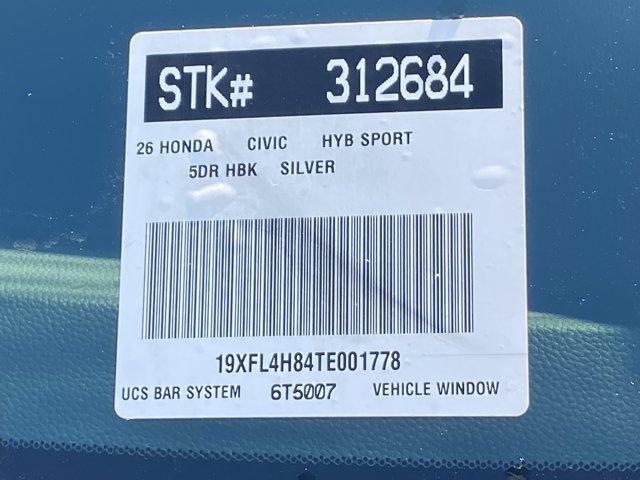 STK# 312684
26 HONDA CIVIC HYB SPORT
5DR HBK SILVER
19XFL4H84TE001778
UCS BAR SYSTEM 6T5007 VEHICLE WINDOW